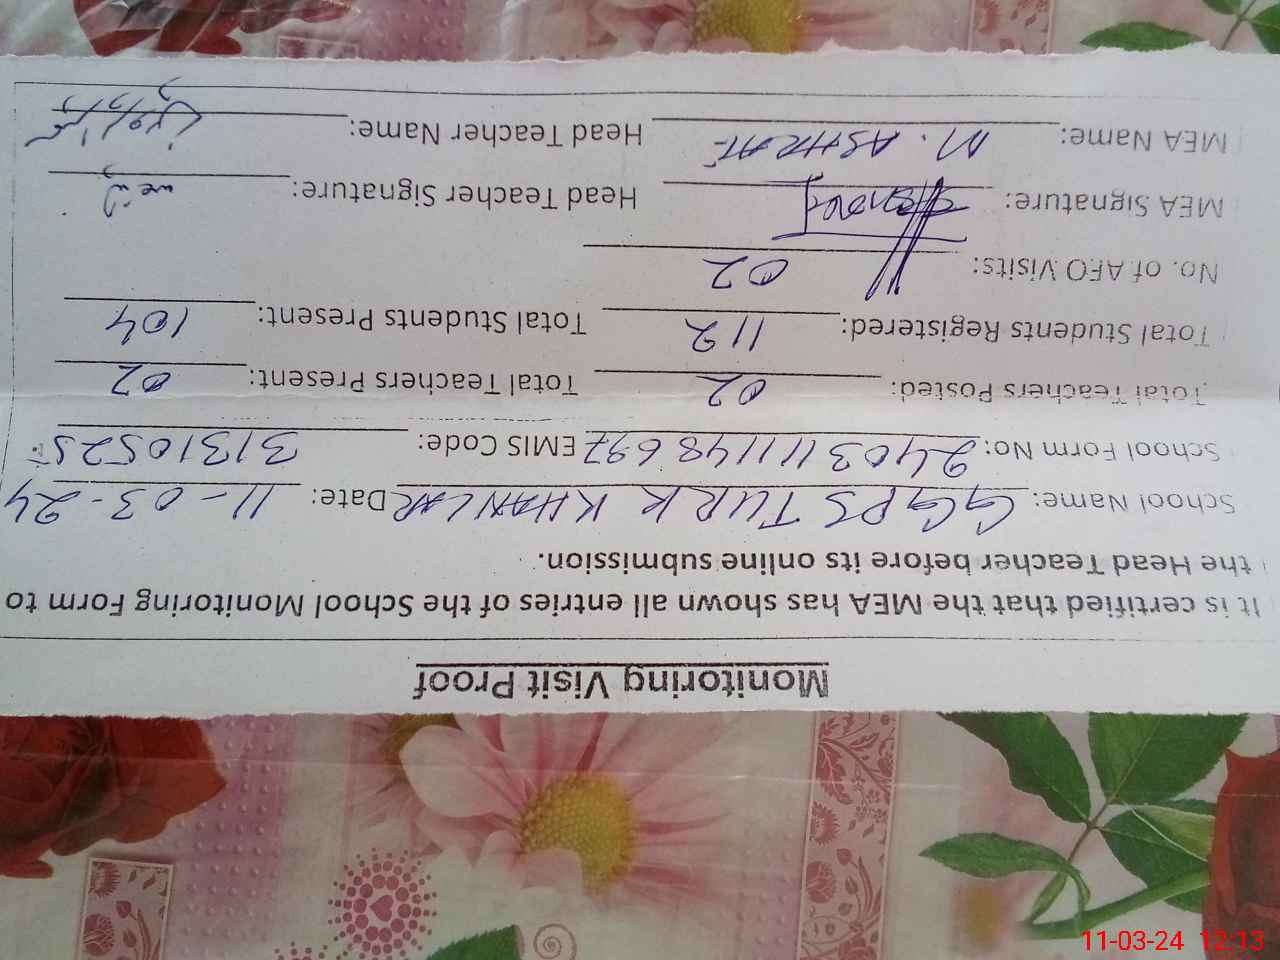 Monitoring Visit Proof
It is certified that the MEA has shown all entries of the School Monitoring Form to
the Head Teacher before its online submission.
School Name: GGPS TURK KHANCAR Date: 11-03-24
School Form No: 240311148697 EMIS Code: 31310525
Total Teachers Posted: 02 Total Teachers Present: 02
Total Students Registered: 112 Total Students Present: 104
No. of AFO Visits: 02
MEA Signature: Head Teacher Signature:
MEA Name: M. ASHRAF Head Teacher Name:
11-03-24 12:13